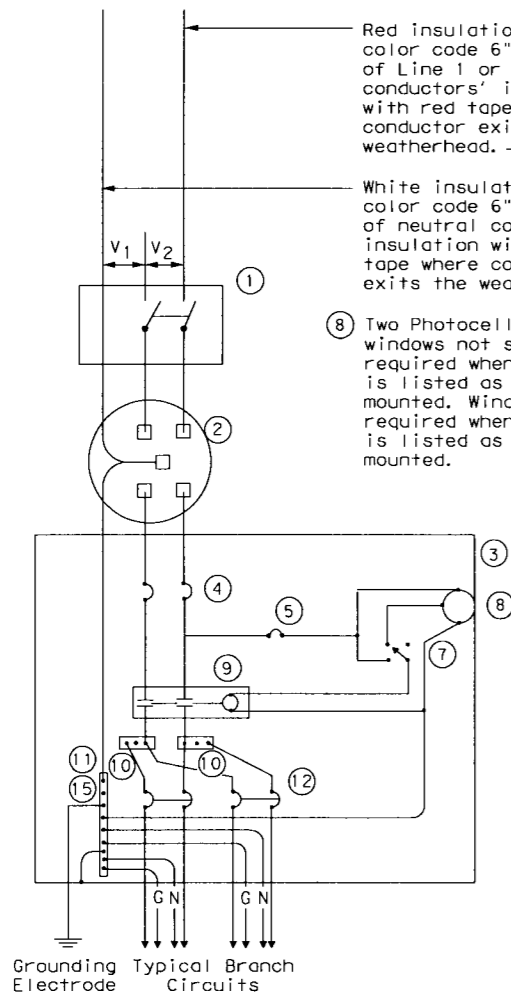 Red insulatio
color code 6"
of Line 1 or
conductors' i
with red tape
conductor exi
weatherhead.
White insulat
color code 6"
of neutral co
insulation wi
tape where co
exits the wea
V1
V2
1
8 Two Photocell
windows not s
required when
is listed as
mounted. Wind
required when
is listed as
mounted.
2
3
4
5
8
7
9
11
10
10
12
15
G N
G N
Grounding Typical Branch
Electrode Circuits